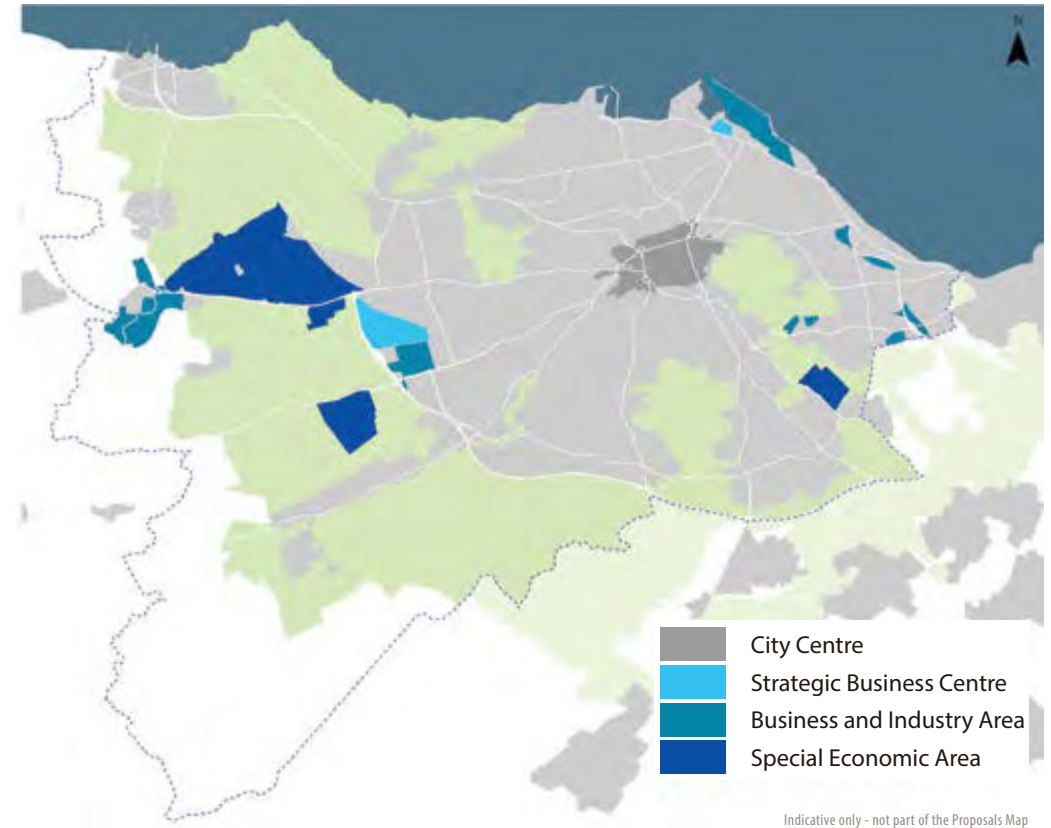 N
City Centre
Strategic Business Centre
Business and Industry Area
Special Economic Area
Indicative only - not part of the Proposals Map